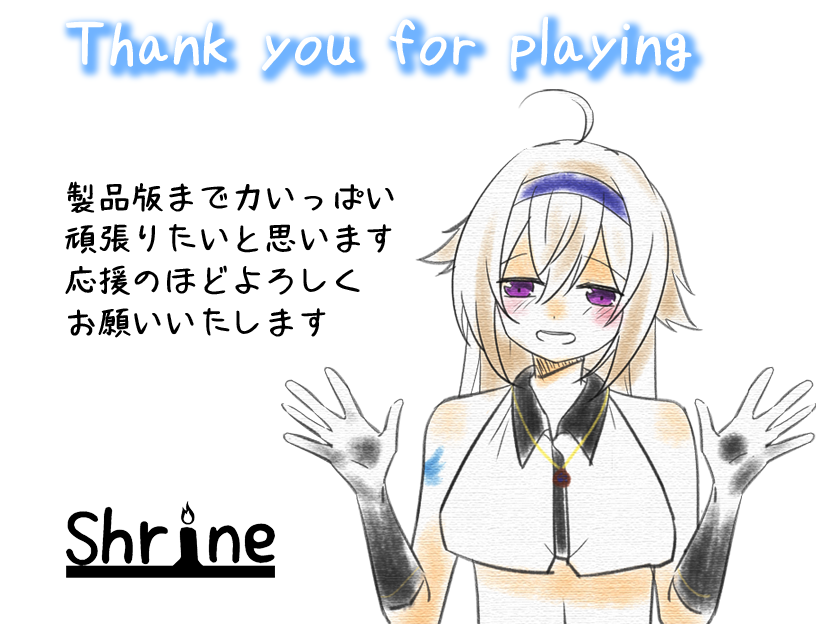 Thank you for playing
製品版まで力いっぱい
頑張りたいと思います
応援のほどよろしく
お願いいたします
Shrine